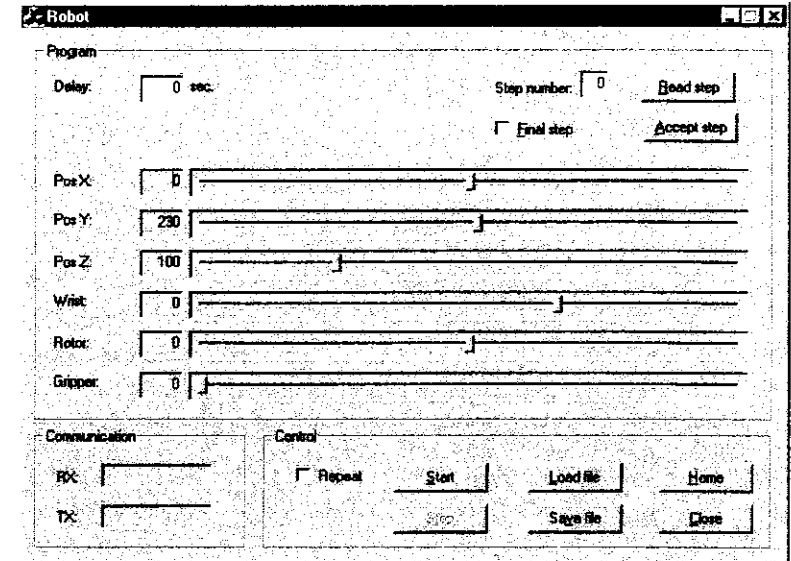 Robot
Program
Delay: 0 sec. Step number: 0 Read step
Final step Accept step
Pos X: 0
Pos Y: 230
Pos Z: 100
Wrist: 0
Rotor: 0
Gripper: 0
Communication Control
RX: Repeat Start Load file Home
TX: Stop Save file Close